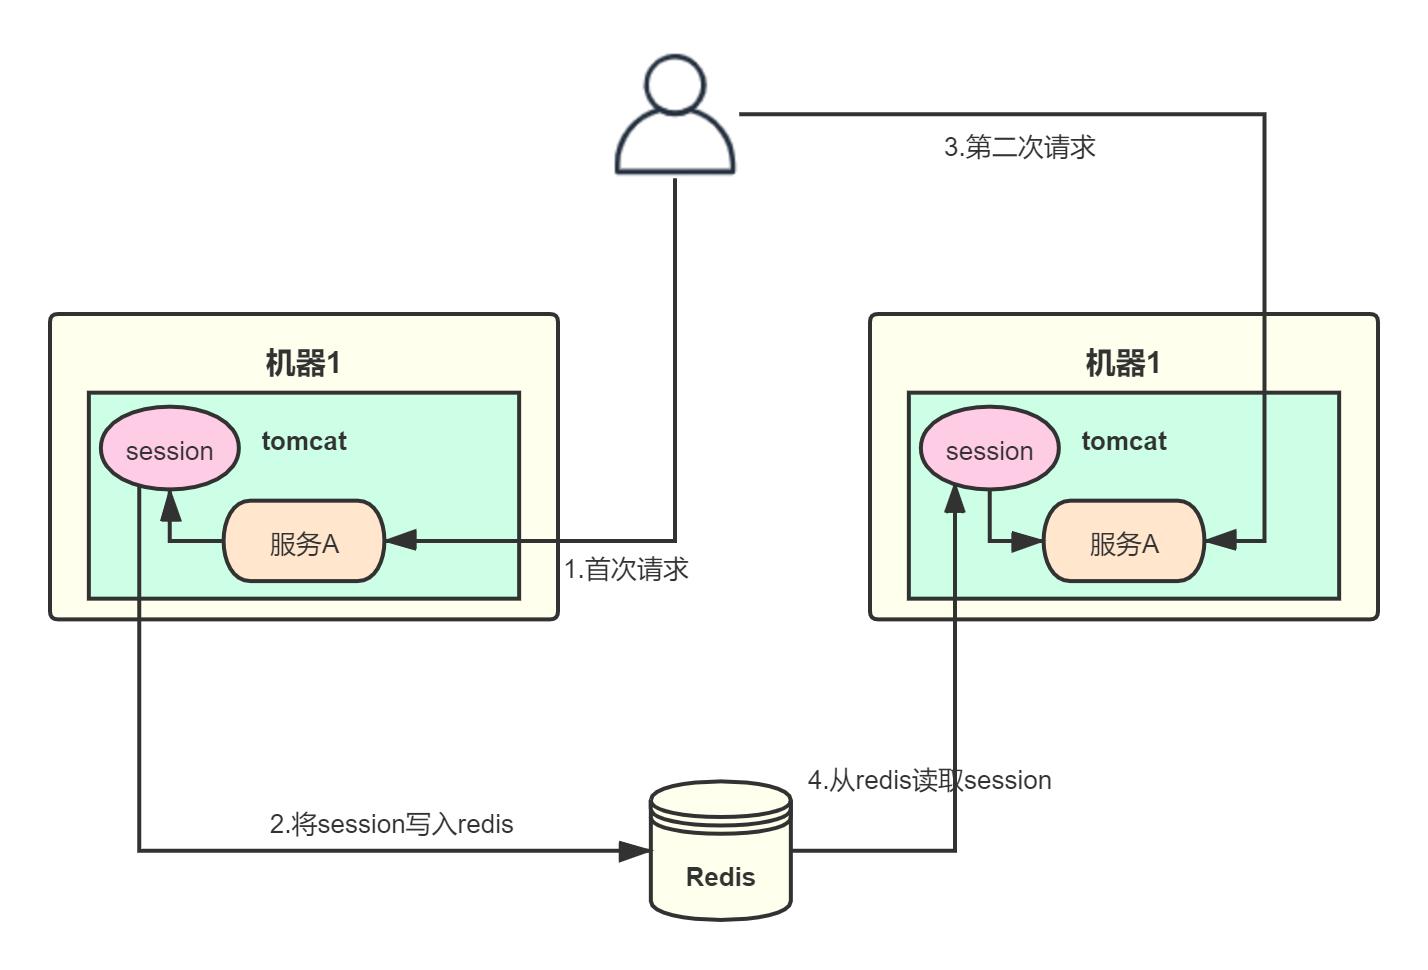 3.第二次请求
机器1
session
tomcat
服务A
1.首次请求
机器1
session
tomcat
服务A
2.将session写入redis
4.从redis读取session
Redis